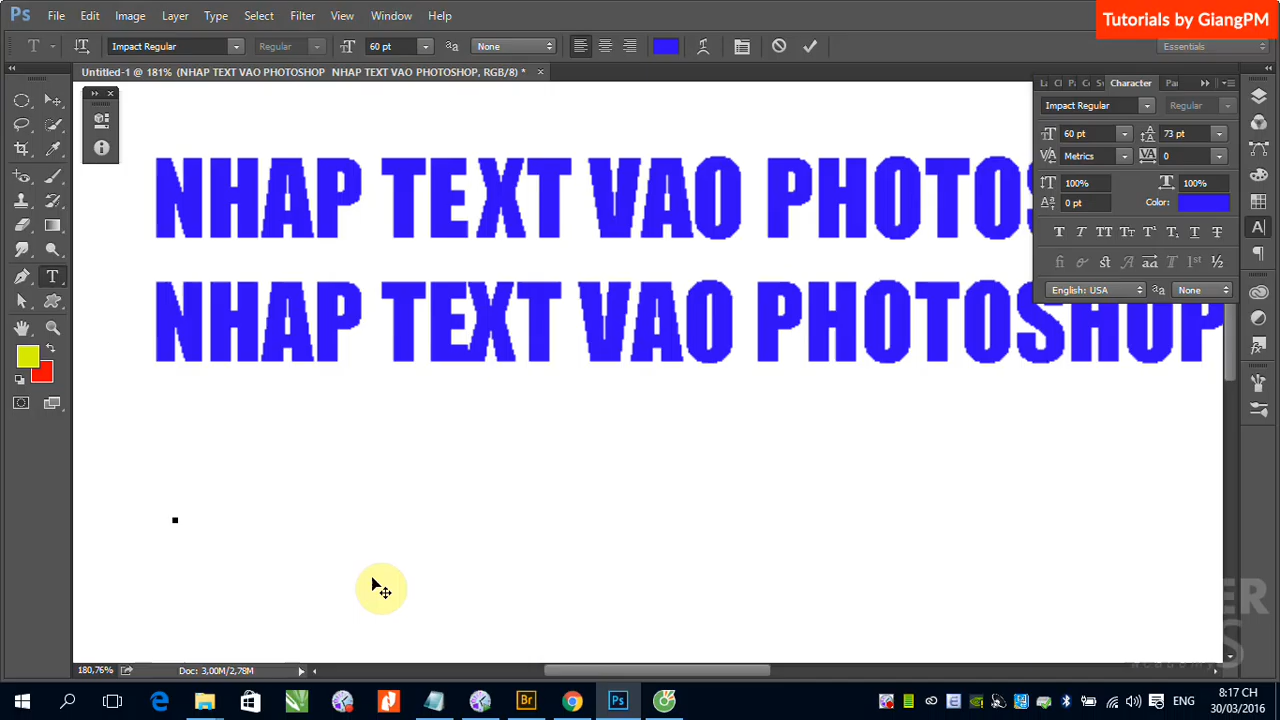 Ps File Edit Image Layer Type Select Filter View Window Help
Tutorials by GiangPM
T Impact Regular Regular 60 pt None
Essentials
Untitled-1 @ 181% (NHAP TEXT VAO PHOTOSHOP NHAP TEXT VAO PHOTOSHOP, RGB/8) *
Character
Impact Regular Regular
60 pt 73 pt
Metrics 0
100% 100%
0 pt Color:
English: USA None
NHAP TEXT VAO PHOTOS
NHAP TEXT VAO PHOTOSHOP
180,76% Doc: 3,00M/2,78M
ENG
8:17 CH
30/03/2016